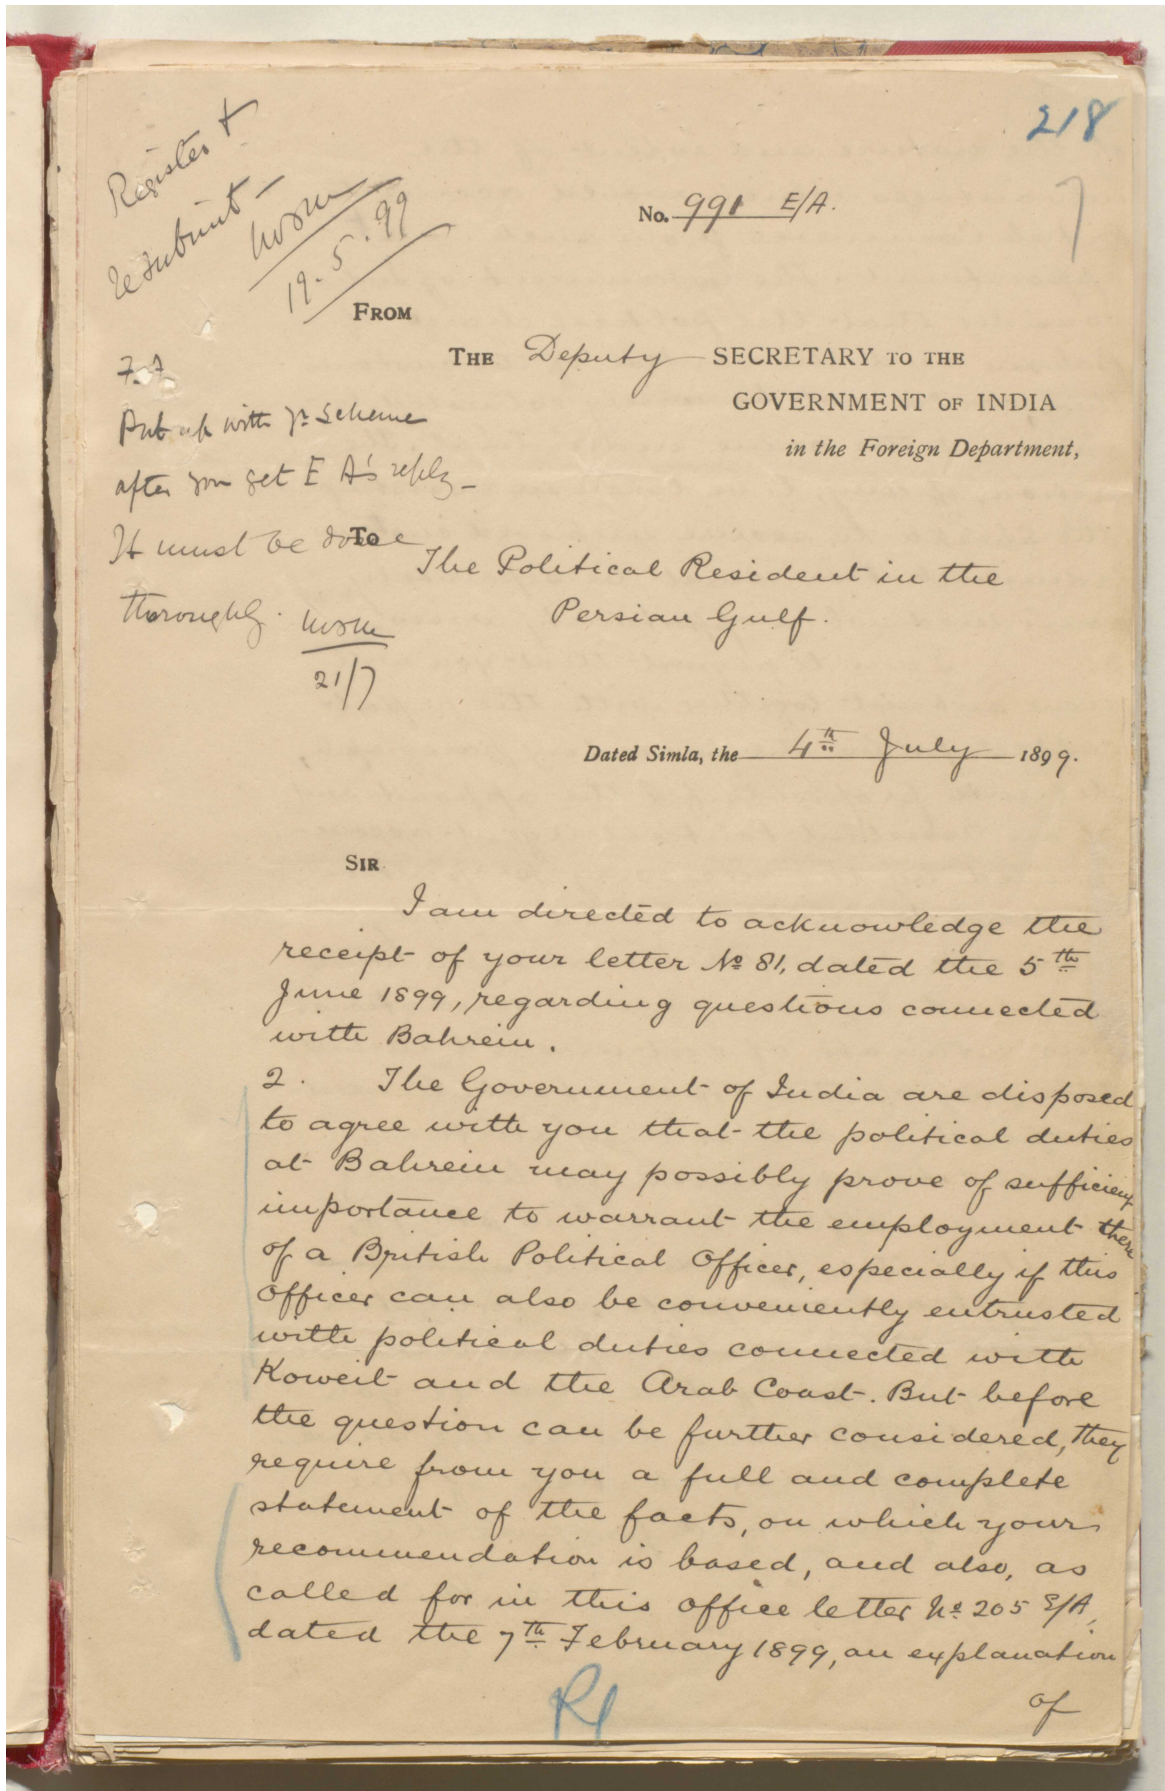 218
Register &
resubmit -
19.5.99
No. 991 E/A.
7
FROM
THE Deputy SECRETARY TO THE
GOVERNMENT OF INDIA
in the Foreign Department,
Put up with yr Scheme
after you get E A's reply -
It must be done
thoroughly.
21/7
To
The Political Resident in the
Persian Gulf.
Dated Simla, the 4th July 1899.
SIR
I am directed to acknowledge the
receipt of your letter No 81, dated the 5th
June 1899, regarding questions connected
with Bahrein.
2. The Government of India are disposed
to agree with you that the political duties
at Bahrein may possibly prove of sufficient
importance to warrant the employment there
of a British Political Officer, especially if this
Officer can also be conveniently entrusted
with political duties connected with
Koweit and the Arab Coast. But before
the question can be further considered, they
require from you a full and complete
statement of the facts, on which your
recommendation is based, and also, as
called for in this office letter No 205 E/A,
dated the 7th February 1899, an explanation
of